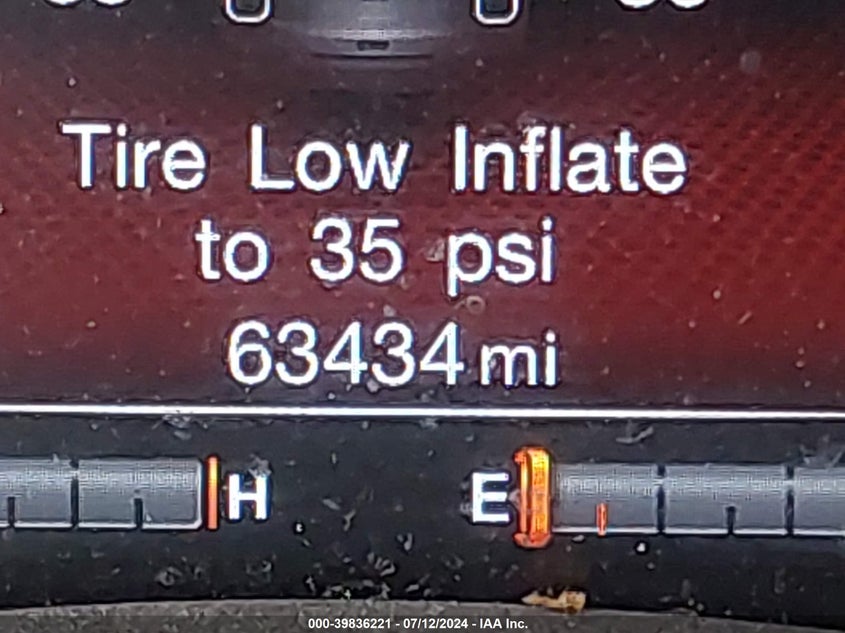 Tire Low Inflate
to 35 psi
63434 mi
H E
000-39836221 - 07/12/2024 - IAA Inc.